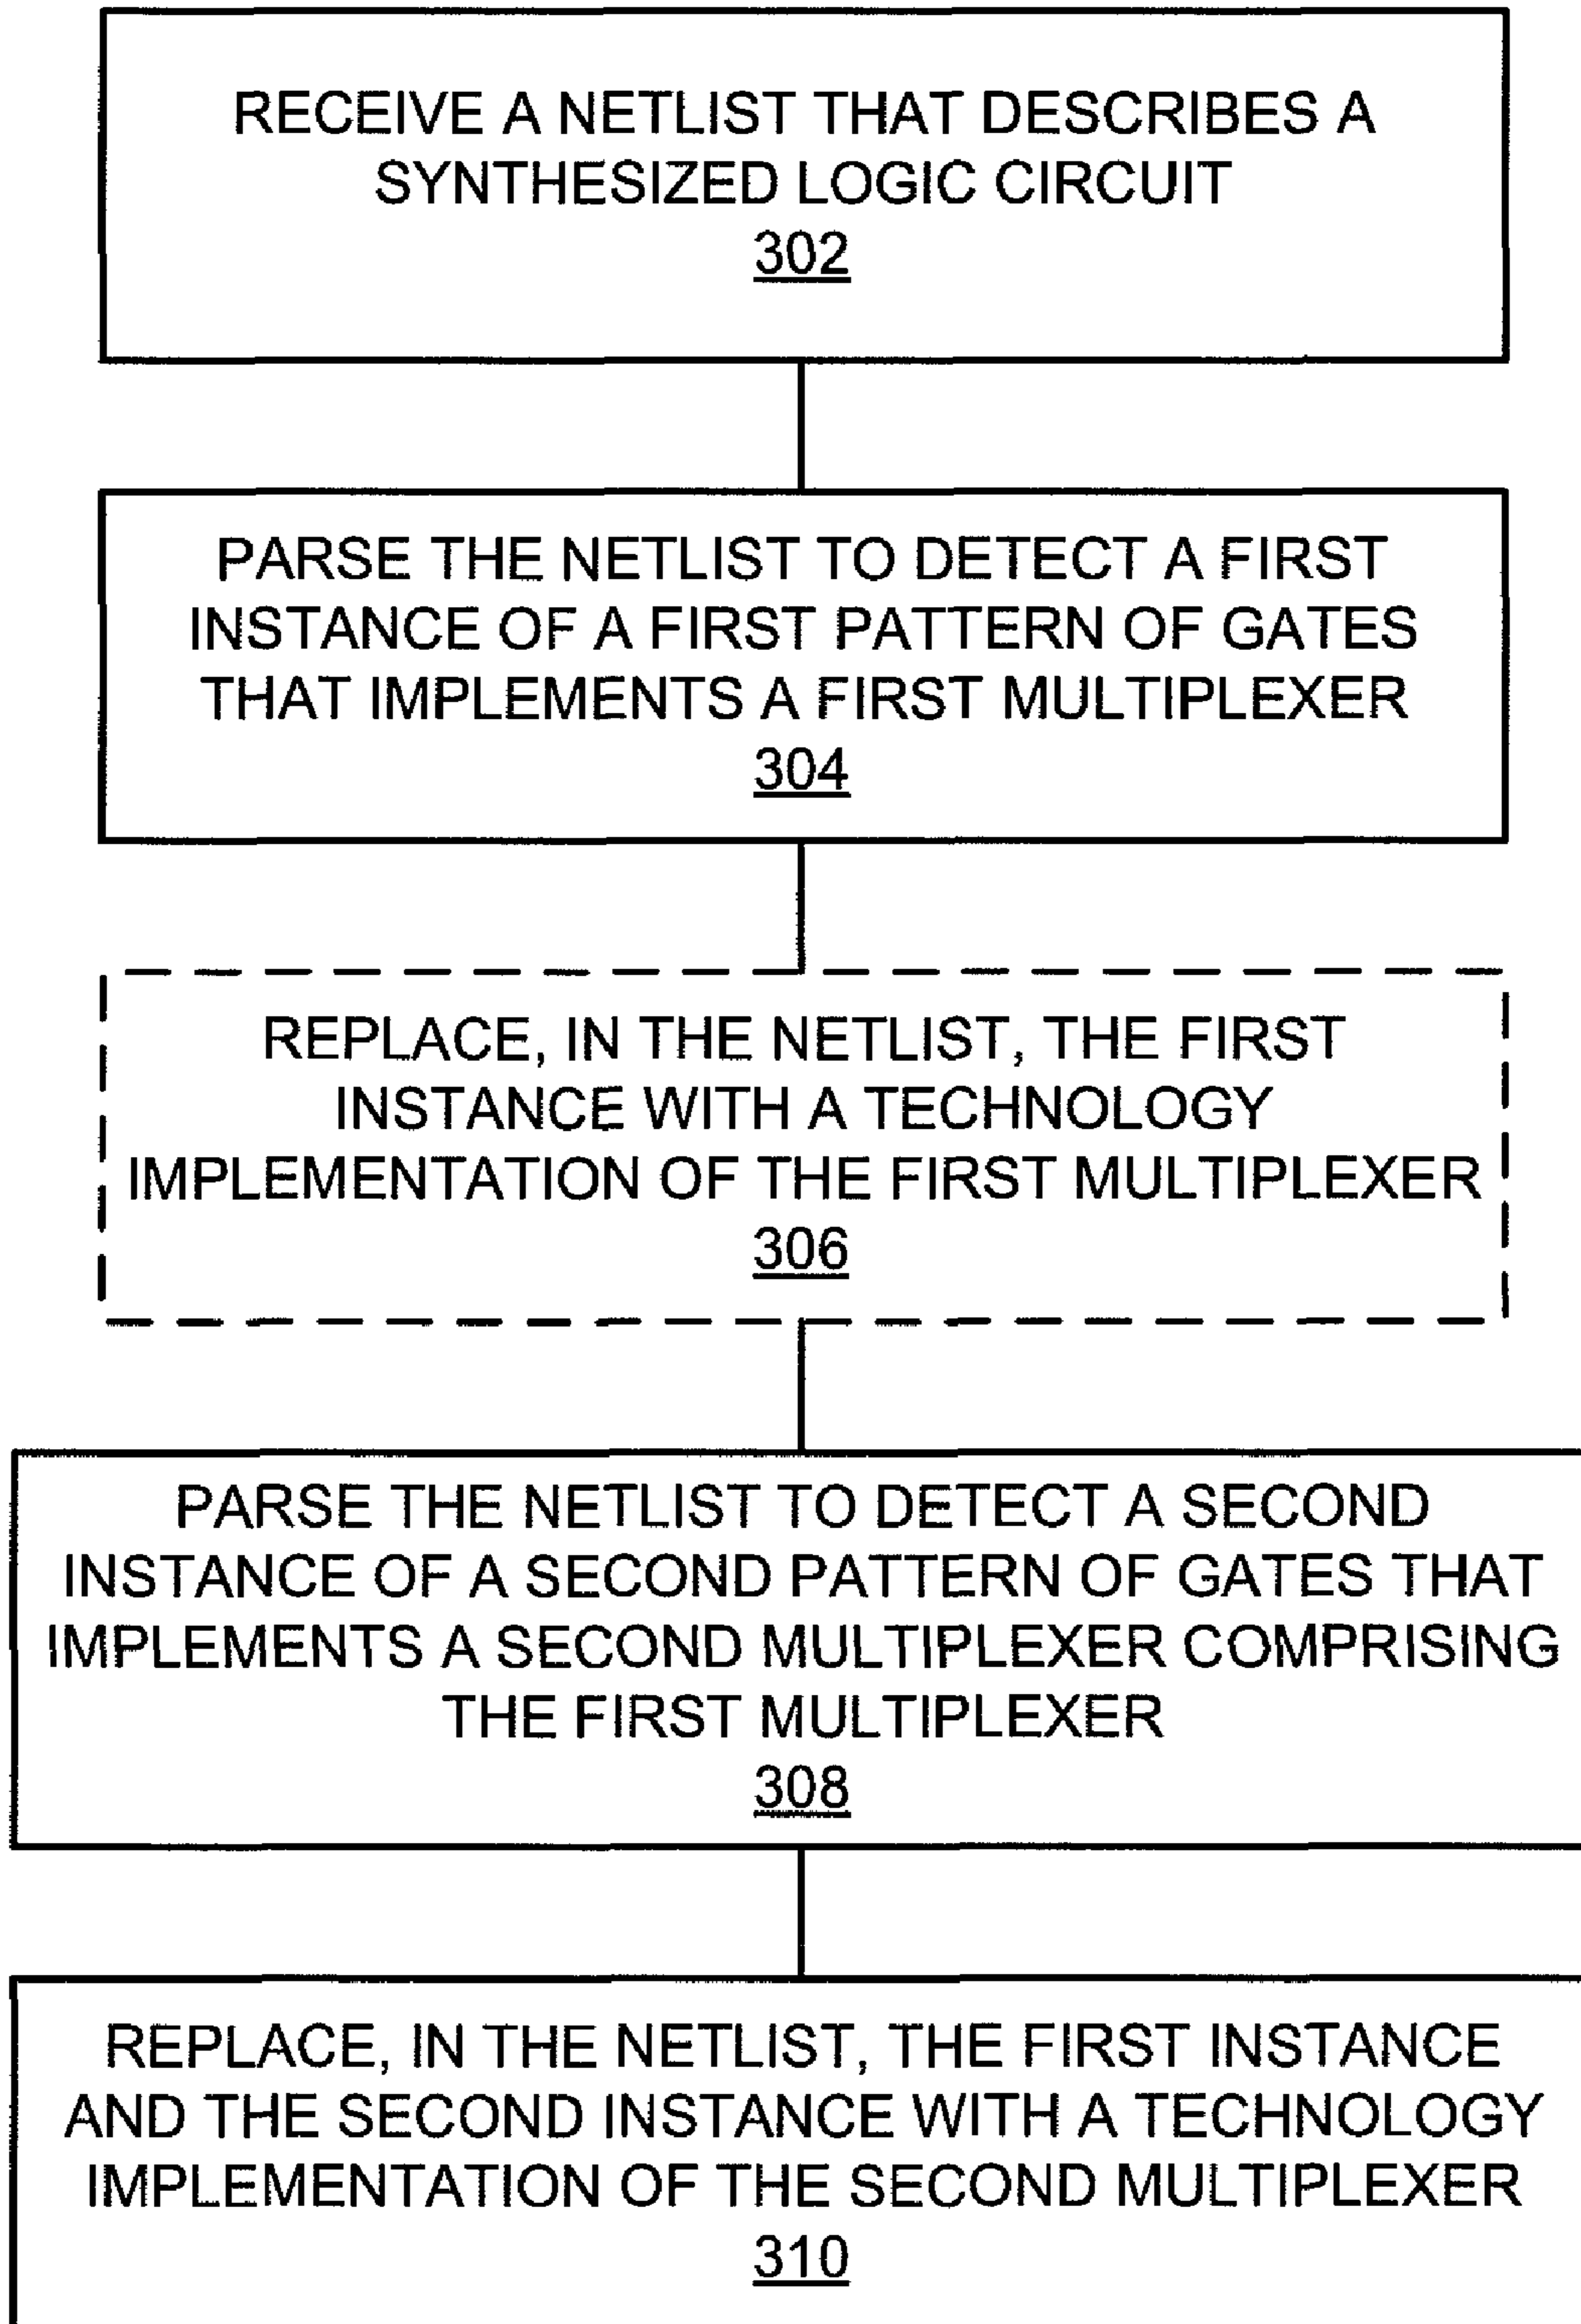 RECEIVE A NETLIST THAT DESCRIBES A
SYNTHESIZED LOGIC CIRCUIT
302
PARSE THE NETLIST TO DETECT A FIRST
INSTANCE OF A FIRST PATTERN OF GATES
THAT IMPLEMENTS A FIRST MULTIPLEXER
304
REPLACE, IN THE NETLIST, THE FIRST
INSTANCE WITH A TECHNOLOGY
IMPLEMENTATION OF THE FIRST MULTIPLEXER
306
PARSE THE NETLIST TO DETECT A SECOND
INSTANCE OF A SECOND PATTERN OF GATES THAT
IMPLEMENTS A SECOND MULTIPLEXER COMPRISING
THE FIRST MULTIPLEXER
308
REPLACE, IN THE NETLIST, THE FIRST INSTANCE
AND THE SECOND INSTANCE WITH A TECHNOLOGY
IMPLEMENTATION OF THE SECOND MULTIPLEXER
310